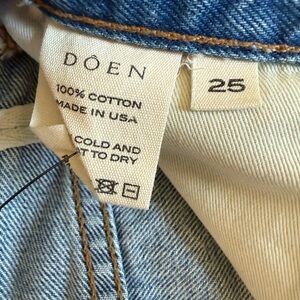 DÔEN
100% COTTON
MADE IN USA
COLD AND
TO DRY
25